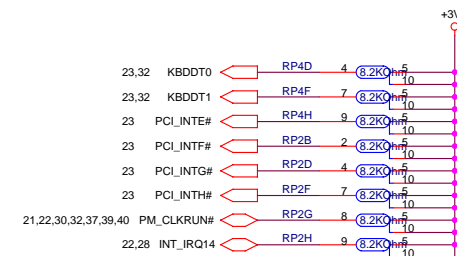 +3V
23,32 KBDDT0 RP4D 4 8.2KOhm 5
10
23,32 KBDDT1 RP4F 7 8.2KOhm 5
10
23 PCI_INTE# RP4H 9 8.2KOhm 5
10
23 PCI_INTF# RP2B 2 8.2KOhm 5
10
23 PCI_INTG# RP2D 4 8.2KOhm 5
10
23 PCI_INTH# RP2F 7 8.2KOhm 5
10
21,22,30,32,37,39,40 PM_CLKRUN# RP2G 8 8.2KOhm 5
10
22,28 INT_IRQ14 RP2H 9 8.2KOhm 5
10